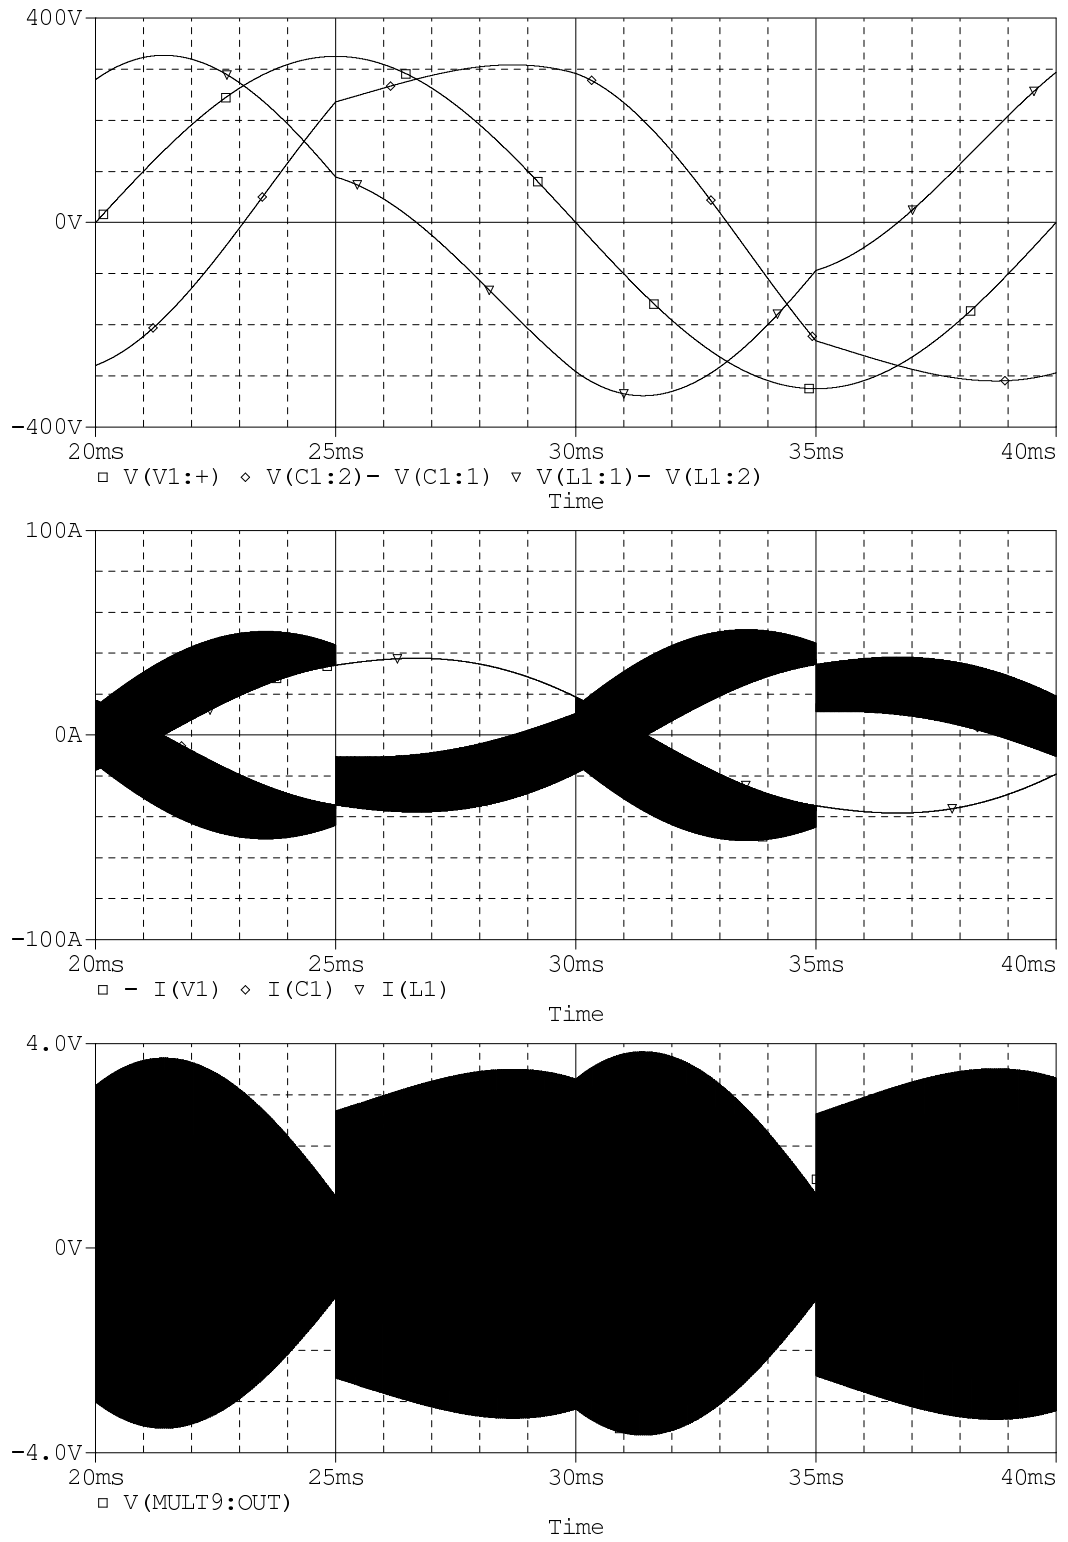 400V
0V
-400V
20ms 25ms 30ms 35ms 40ms
V(V1:+) V(C1:2)- V(C1:1) V(L1:1)- V(L1:2)
Time
100A
0A
-100A
20ms 25ms 30ms 35ms 40ms
- I(V1) I(C1) I(L1)
Time
4.0V
0V
-4.0V
20ms 25ms 30ms 35ms 40ms
V(MULT9:OUT)
Time